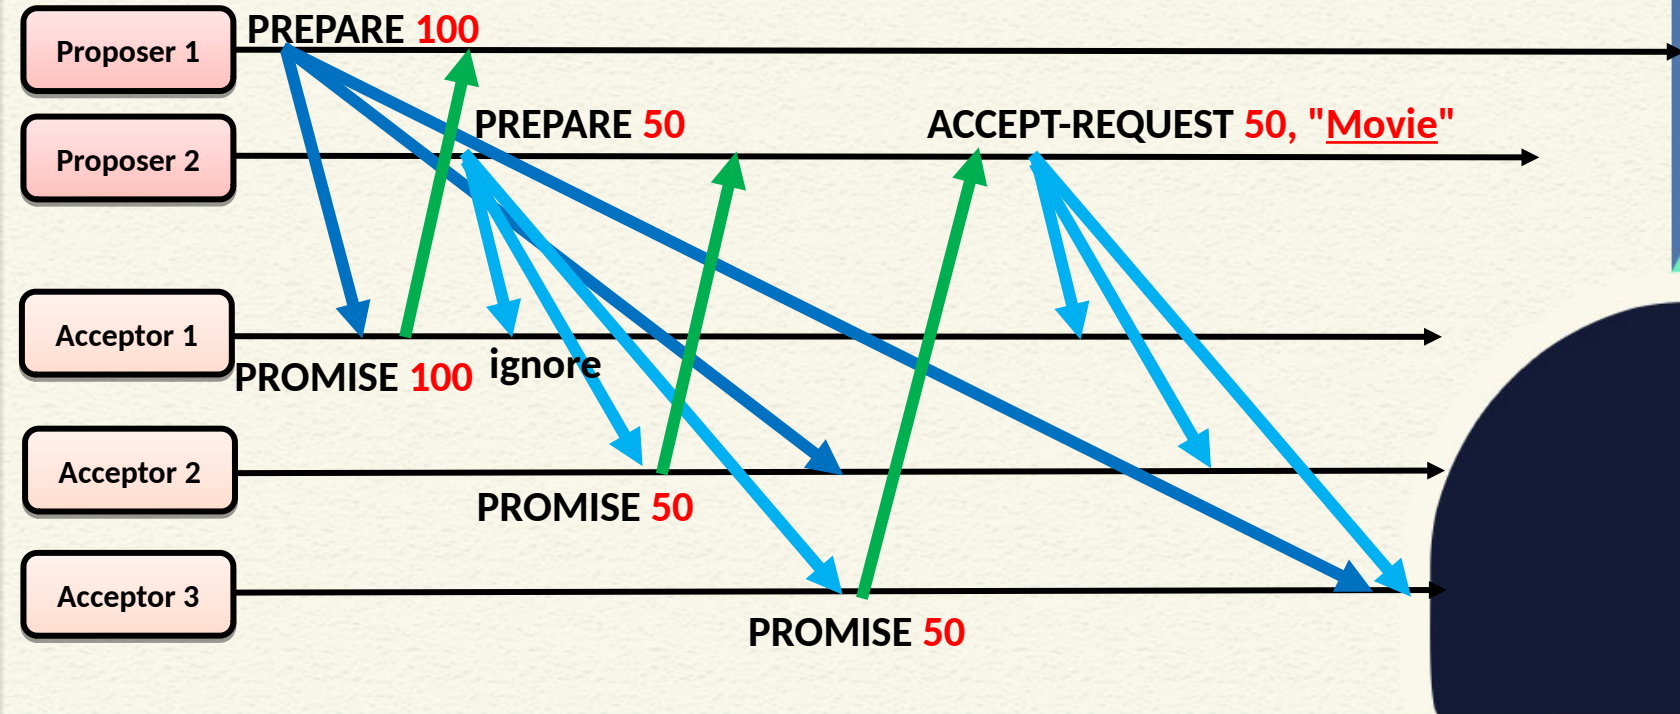 PREPARE 100
Proposer 1
PREPARE 50
ACCEPT-REQUEST 50, "Movie"
Proposer 2
Acceptor 1
PROMISE 100
ignore
Acceptor 2
PROMISE 50
Acceptor 3
PROMISE 50